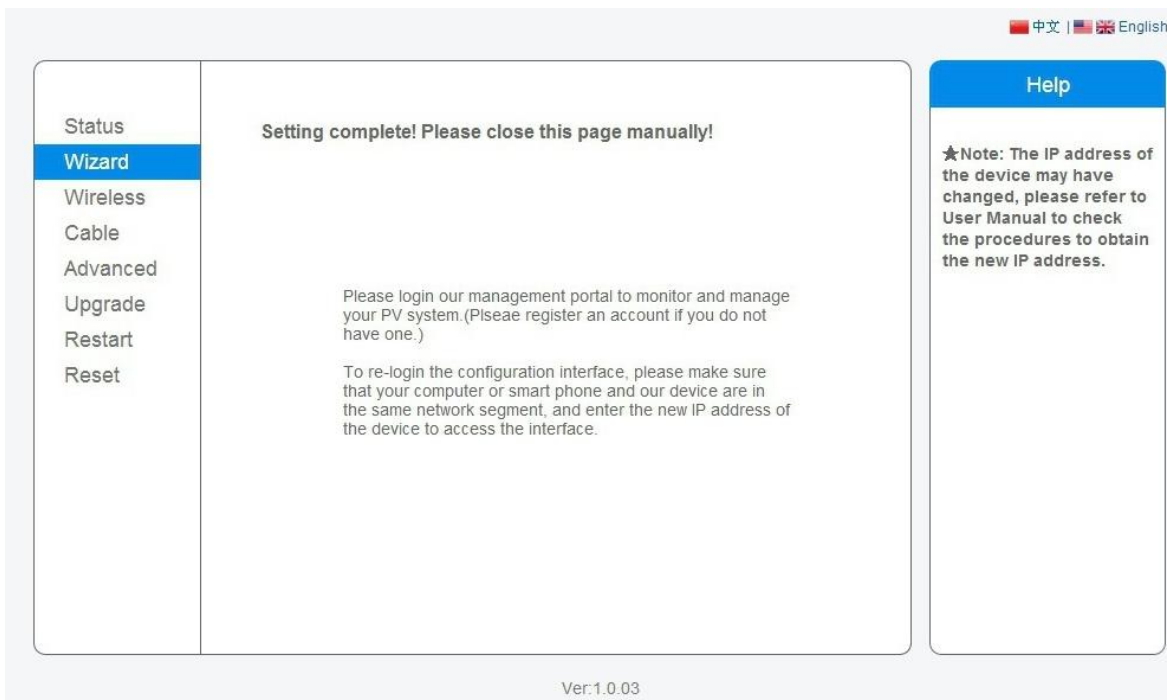 中文 | English
Status
Wizard
Wireless
Cable
Advanced
Upgrade
Restart
Reset
Setting complete! Please close this page manually!
Please login our management portal to monitor and manage
your PV system.(Plseae register an account if you do not
have one.)
To re-login the configuration interface, please make sure
that your computer or smart phone and our device are in
the same network segment, and enter the new IP address of
the device to access the interface.
Help
★Note: The IP address of
the device may have
changed, please refer to
User Manual to check
the procedures to obtain
the new IP address.
Ver:1.0.03